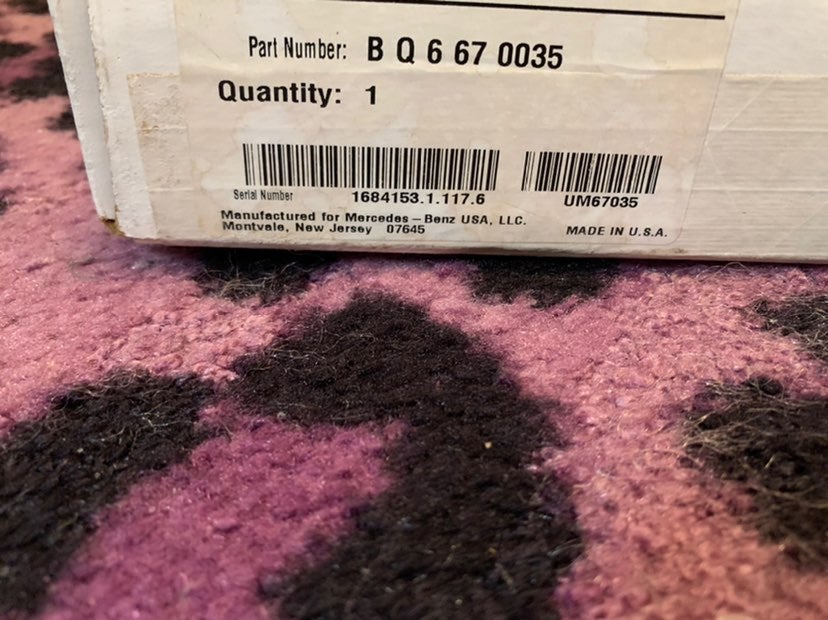 Part Number: B Q 6 67 0035
Quantity: 1
Serial Number 1684153.1.117.6 UM67035
Manufactured for Mercedes-Benz USA, LLC.
Montvale, New Jersey 07645 MADE IN U.S.A.